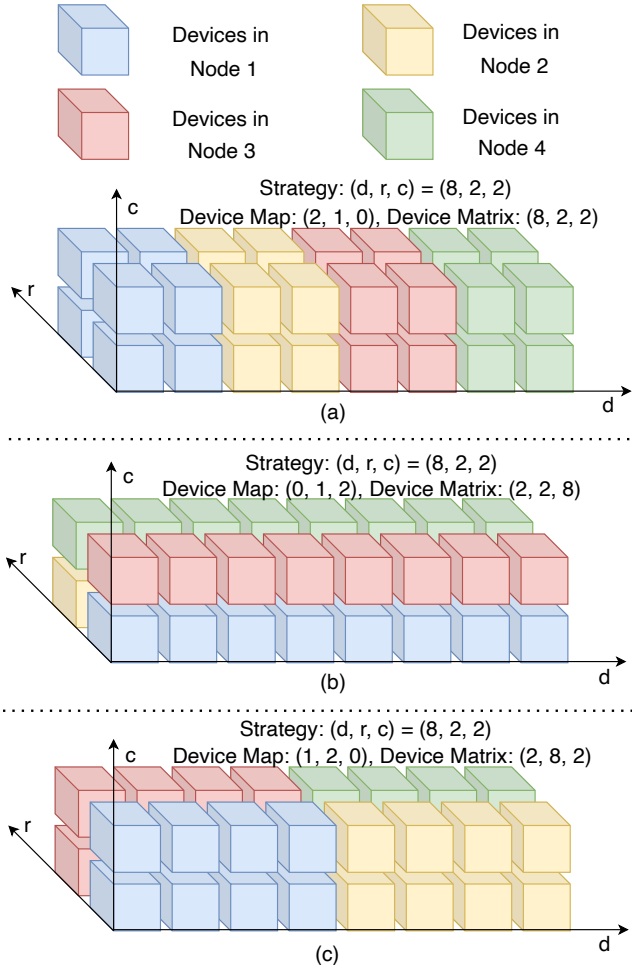 Devices in
Node 1
Devices in
Node 2
Devices in
Node 3
Devices in
Node 4
Strategy: (d, r, c) = (8, 2, 2)
Device Map: (2, 1, 0), Device Matrix: (8, 2, 2)
c
r
d
(a)
Strategy: (d, r, c) = (8, 2, 2)
Device Map: (0, 1, 2), Device Matrix: (2, 2, 8)
c
r
d
(b)
Strategy: (d, r, c) = (8, 2, 2)
Device Map: (1, 2, 0), Device Matrix: (2, 8, 2)
c
r
d
(c)